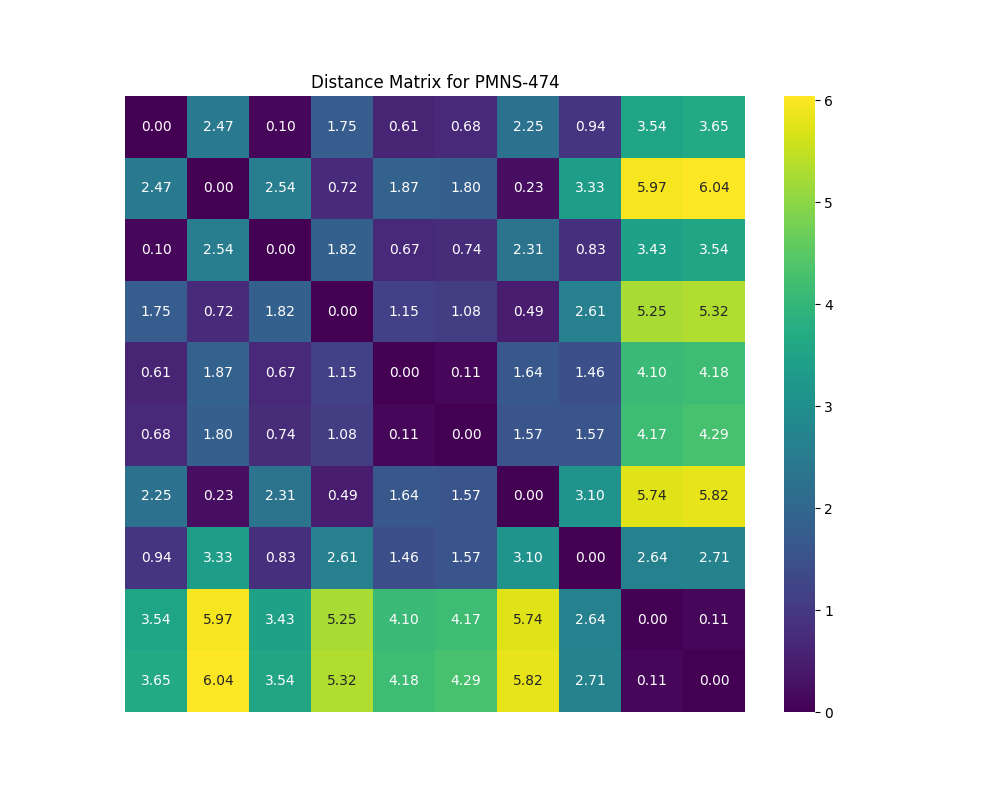 Distance Matrix for PMNS-474
0.00 2.47 0.10 1.75 0.61 0.68 2.25 0.94 3.54 3.65
2.47 0.00 2.54 0.72 1.87 1.80 0.23 3.33 5.97 6.04
0.10 2.54 0.00 1.82 0.67 0.74 2.31 0.83 3.43 3.54
1.75 0.72 1.82 0.00 1.15 1.08 0.49 2.61 5.25 5.32
0.61 1.87 0.67 1.15 0.00 0.11 1.64 1.46 4.10 4.18
0.68 1.80 0.74 1.08 0.11 0.00 1.57 1.57 4.17 4.29
2.25 0.23 2.31 0.49 1.64 1.57 0.00 3.10 5.74 5.82
0.94 3.33 0.83 2.61 1.46 1.57 3.10 0.00 2.64 2.71
3.54 5.97 3.43 5.25 4.10 4.17 5.74 2.64 0.00 0.11
3.65 6.04 3.54 5.32 4.18 4.29 5.82 2.71 0.11 0.00
6
5
4
3
2
1
0